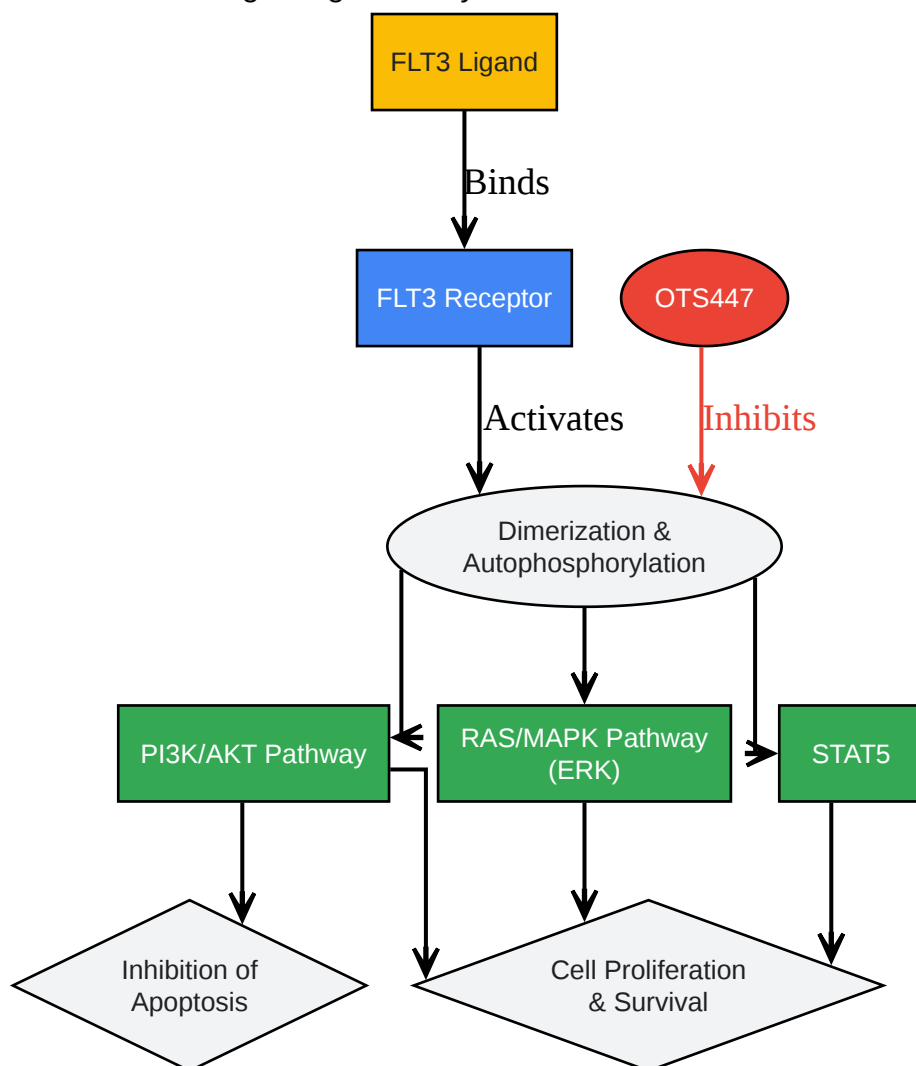 FLT3 Ligand
Binds
FLT3 Receptor
OTS447
Activates
Inhibits
Dimerization &
Autophosphorylation
PI3K/AKT Pathway
RAS/MAPK Pathway
(ERK)
STAT5
Inhibition of
Apoptosis
Cell Proliferation
& Survival